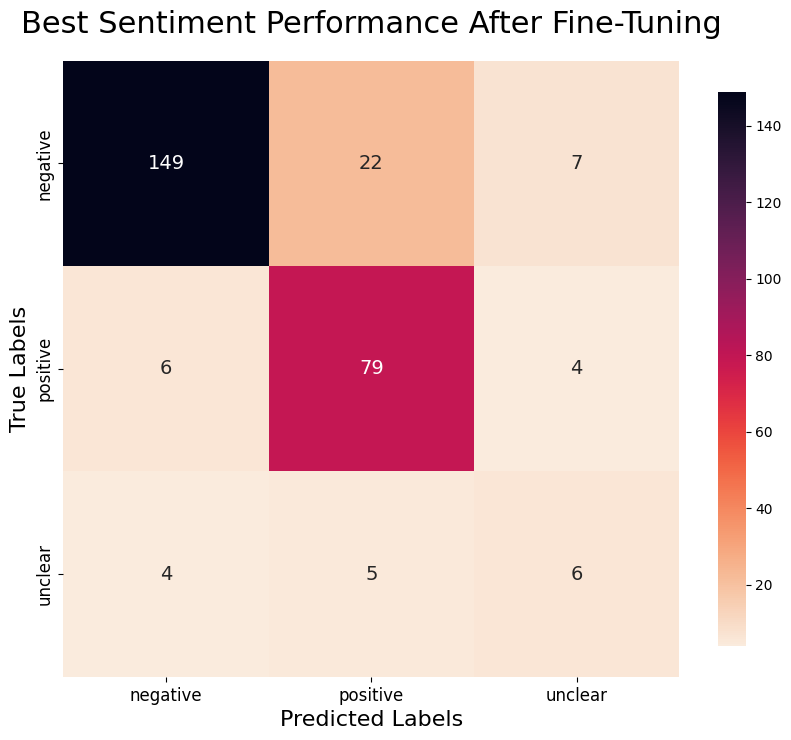 Best Sentiment Performance After Fine-Tuning
True Labels
negative
149 22 7
positive
6 79 4
unclear
4 5 6
negative positive unclear
Predicted Labels
140
120
100
80
60
40
20